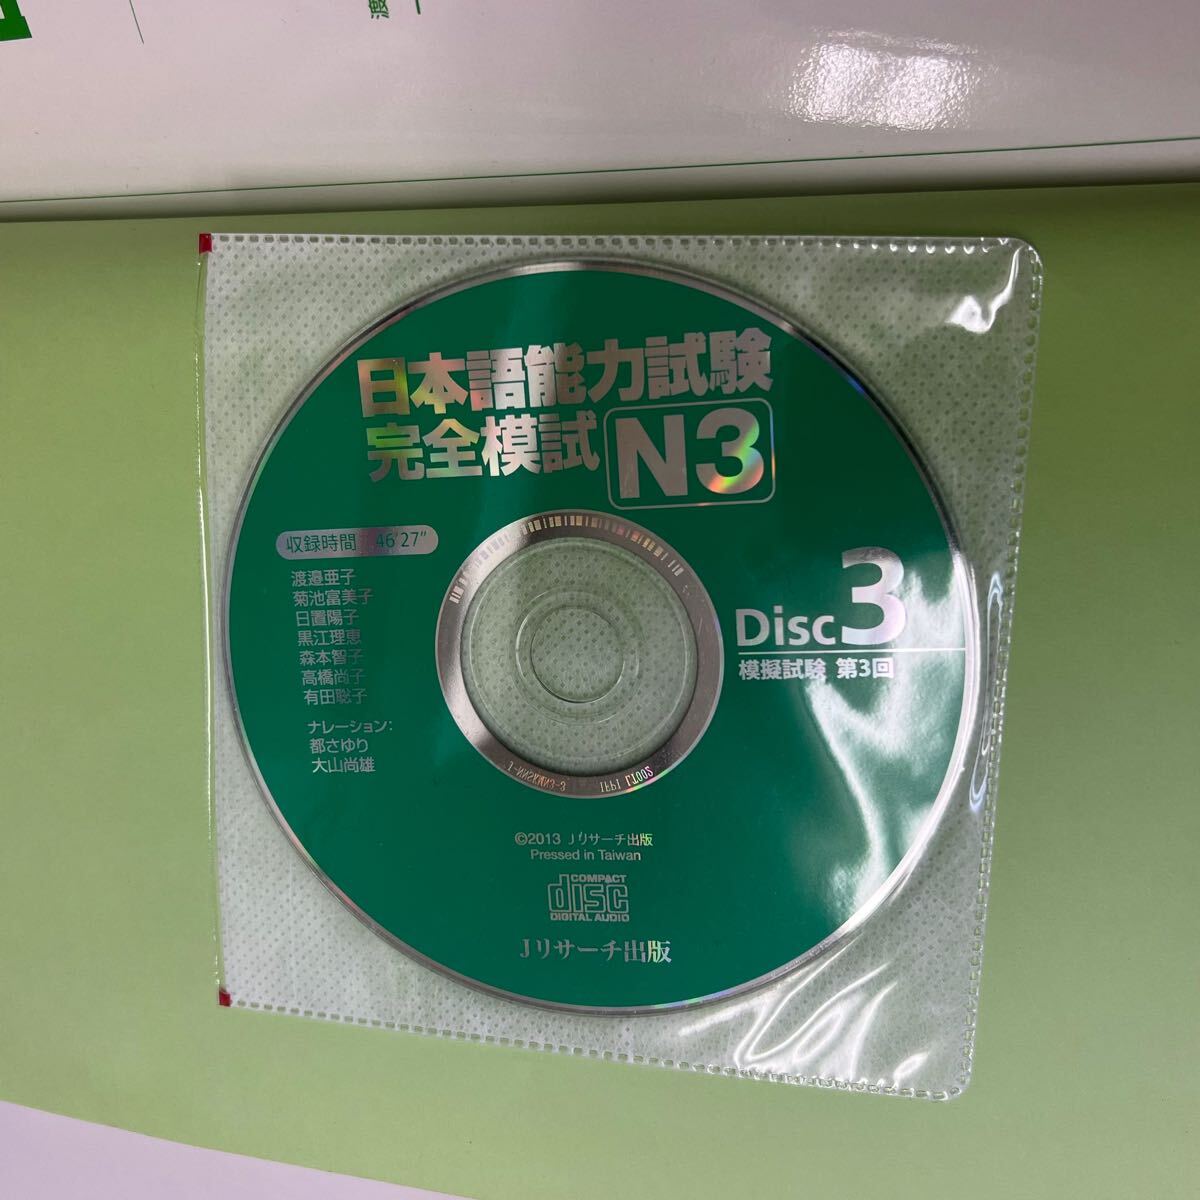 渡
日本語能力試験
完全模試 N3
収録時間 46'27"
渡邉亜子
菊池富美子
日置陽子
黒江理恵
森本智子
高橋尚子
有田聡子
ナレーション：
都さゆり
大山尚雄
Disc3
模擬試験 第3回
IFPI LT002
©2013 Jリサーチ出版
Pressed in Taiwan
COMPACT
disc
DIGITAL AUDIO
Jリサーチ出版